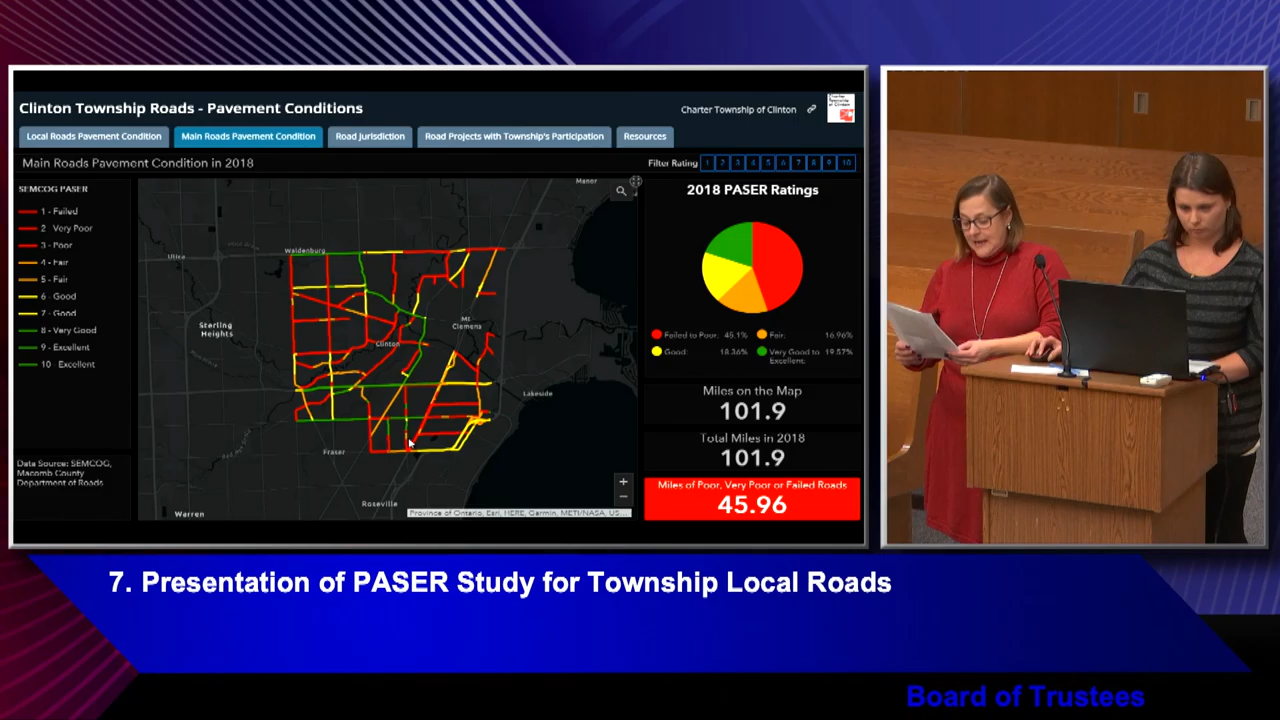 Clinton Township Roads - Pavement Conditions
Charter Township of Clinton
Local Roads Pavement Condition
Main Roads Pavement Condition
Road Jurisdiction
Road Projects with Township's Participation
Resources
Main Roads Pavement Condition in 2018
Filter Rating
1 2 3 4 5 6 7 8 9 10
SEMCOG PASER
1 - Failed
2 Very Poor
3 - Poor
4 - Fair
5 - Fair
6 - Good
7 - Good
8 - Very Good
9 - Excellent
10 Excellent
Data Source: SEMCOG,
Macomb County
Department of Roads
Manor
Utica
Waldenburg
Sterling
Heights
Mt
Clemens
Clinton
Lakeside
Fraser
Roseville
Warren
+
−
Province of Ontario, Esri, HERE, Garmin, METI/NASA, US...
2018 PASER Ratings
Failed to Poor: 45.1%
Fair: 16.96%
Good: 18.36%
Very Good to 19.57%
Excellent:
Miles on the Map
101.9
Total Miles in 2018
101.9
Miles of Poor, Very Poor or Failed Roads
45.96
7. Presentation of PASER Study for Township Local Roads
Board of Trustees